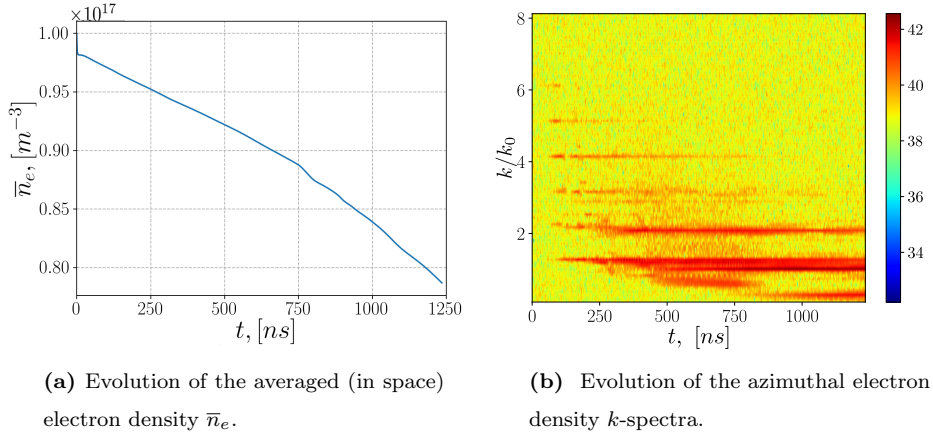 ×10¹⁷
1.00
0.95
0.90
0.85
0.80
n̅ₑ, [m⁻³]
0 250 500 750 1000 1250
t, [ns]
8
6
4
2
k/k₀
0 250 500 750 1000
t, [ns]
42
40
38
36
34
(a) Evolution of the averaged (in space)
electron density n̅ₑ.
(b) Evolution of the azimuthal electron
density k-spectra.